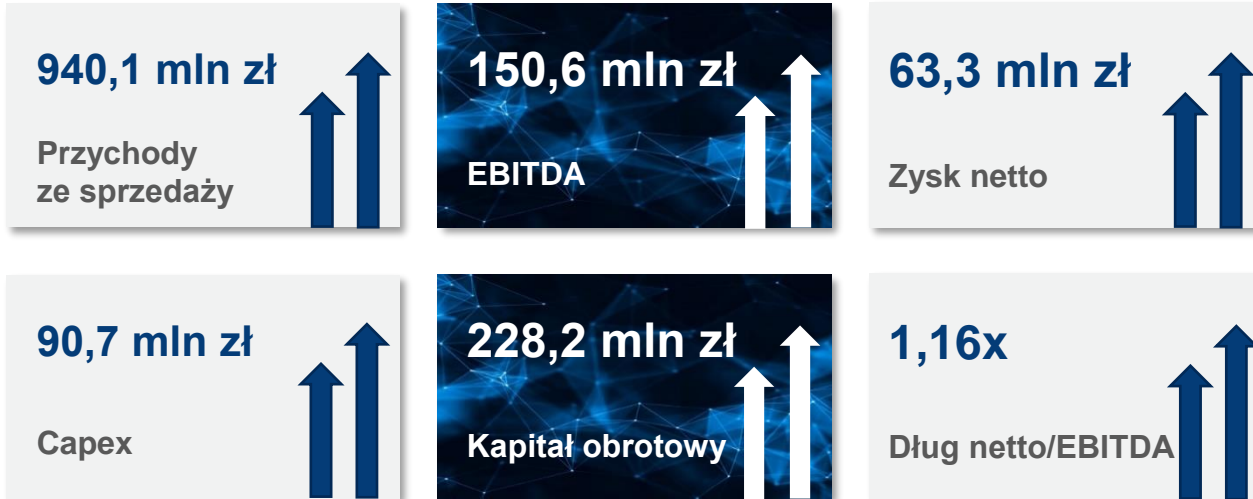 940,1 mln zł
Przychody
ze sprzedaży
150,6 mln zł
EBITDA
63,3 mln zł
Zysk netto
90,7 mln zł
Capex
228,2 mln zł
Kapitał obrotowy
1,16x
Dług netto/EBITDA